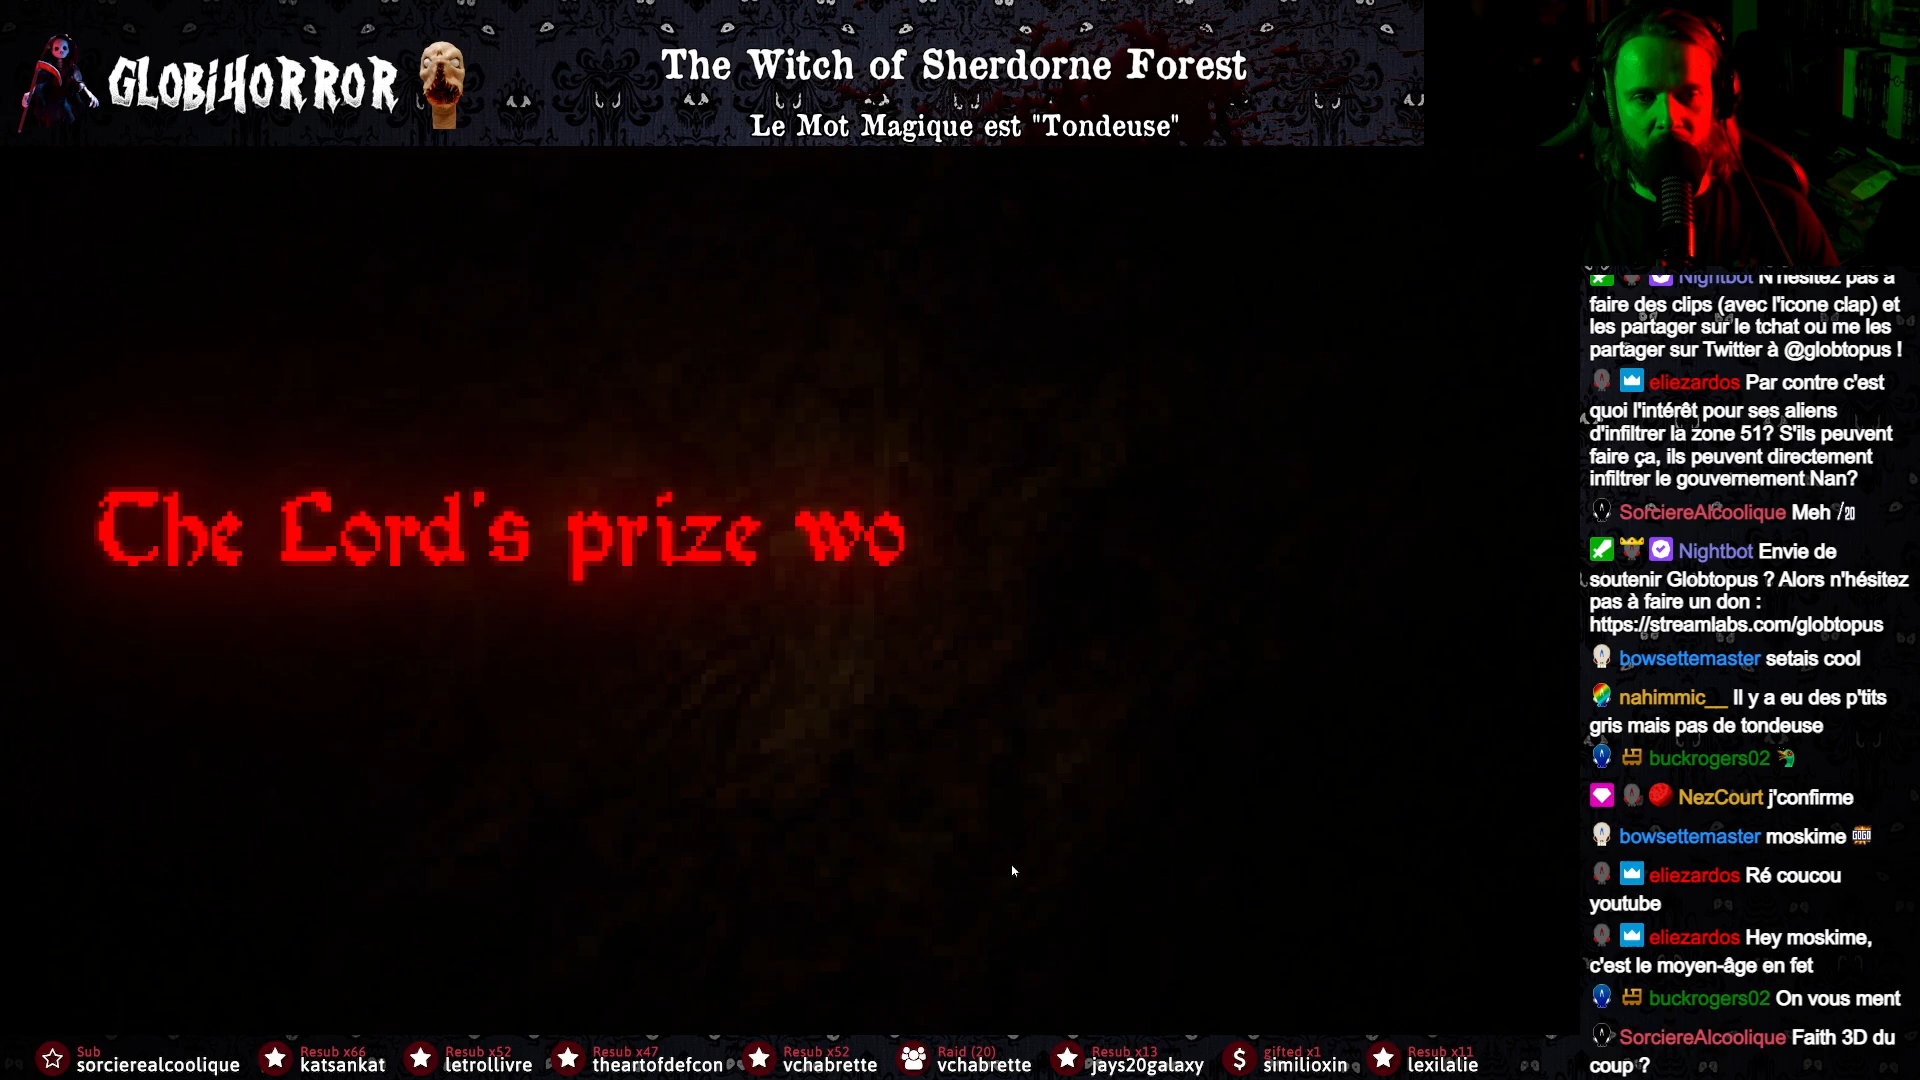 GLOBiHORROR
The Witch of Sherdorne Forest
Le Mot Magique est "Tondeuse"
The Lord's prize wo
Nightbot N'hésitez pas à
faire des clips (avec l'icone clap) et
les partager sur le tchat ou me les
partager sur Twitter à @globtopus !
eliezardos Par contre c'est
quoi l'intérêt pour ses aliens
d'infiltrer la zone 51? S'ils peuvent
faire ça, ils peuvent directement
infiltrer le gouvernement Nan?
SorciereAlcoolique Meh /20
Nightbot Envie de
soutenir Globtopus ? Alors n'hésitez
pas à faire un don :
https://streamlabs.com/globtopus
bowsettemaster setais cool
nahimmic__ Il y a eu des p'tits
gris mais pas de tondeuse
buckrogers02
NezCourt j'confirme
bowsettemaster moskime GOGO
eliezardos Ré coucou
youtube
eliezardos Hey moskime,
c'est le moyen-âge en fet
buckrogers02 On vous ment
SorciereAlcoolique Faith 3D du
coup ?
Sub
sorcierealcoolique
Resub x66
katsankat
Resub x52
letrollivre
Resub x47
theartofdefcon
Resub x52
vchabrette
Raid (20)
vchabrette
Resub x13
jays20galaxy
gifted x1
similioxin
Resub x11
lexilalie